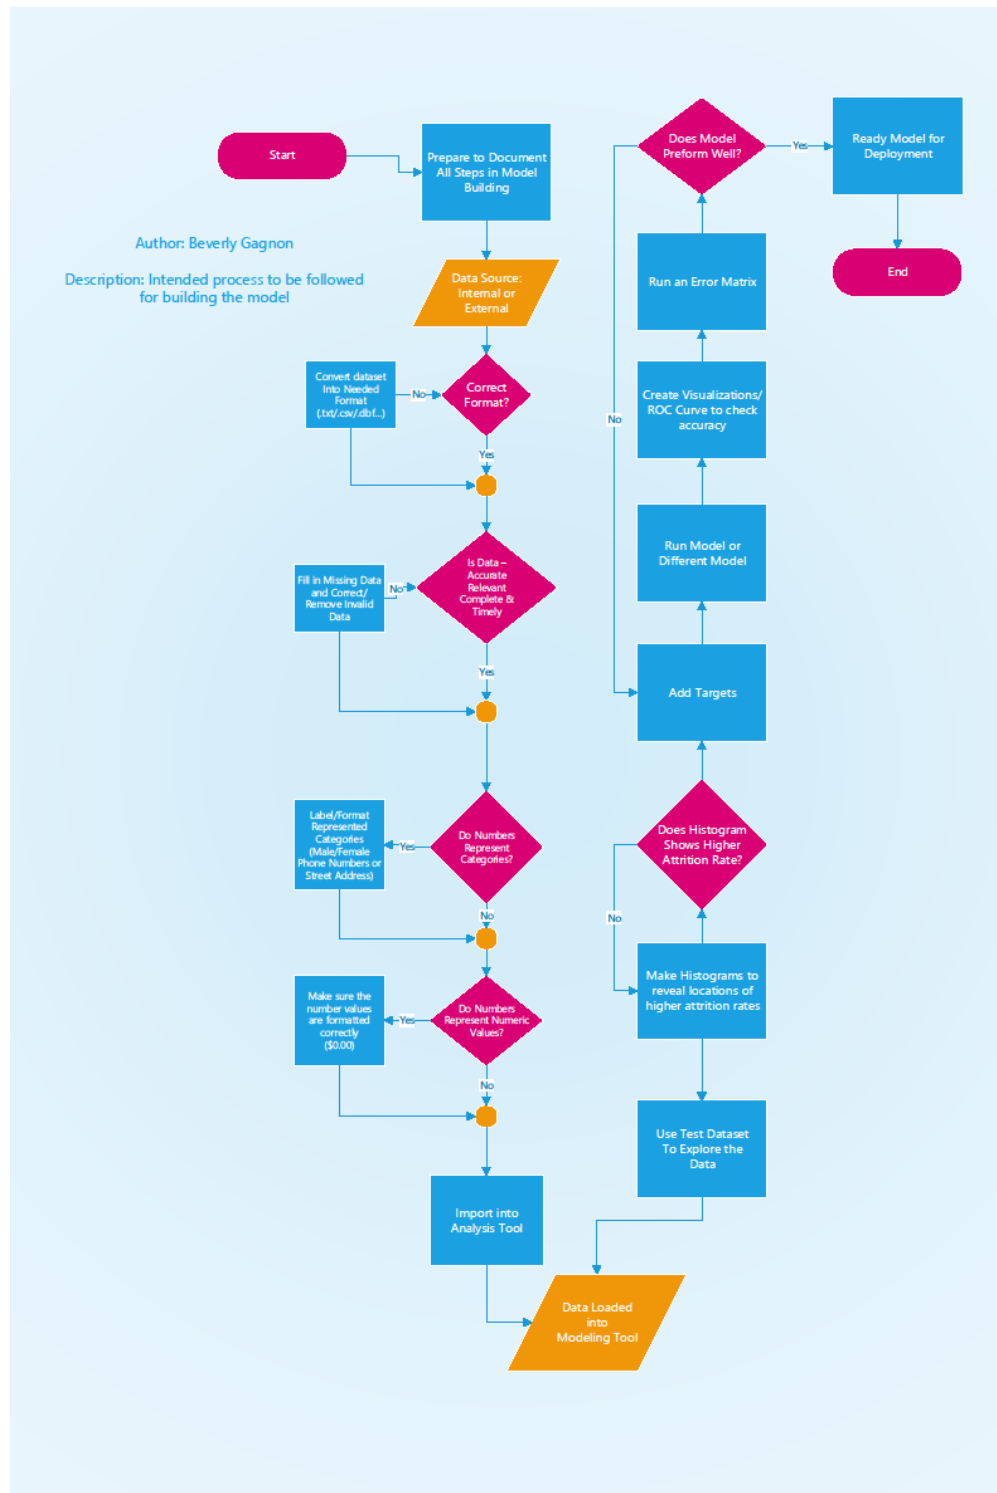 Start
Prepare to Document
All Steps in Model
Building
Author: Beverly Gagnon
Description: Intended process to be followed
for building the model
Data Source:
Internal or
External
Convert dataset
Into Needed
Format
(.txt/.csv/.dbf...)
No
Correct
Format?
Yes
Fill in Missing Data
and Correct/
Remove Invalid
Data
No
Is Data –
Accurate
Relevant
Complete &
Timely
Yes
Label/Format
Represented
Categories
(Male/Female
Phone Numbers or
Street Address)
Yes
Do Numbers
Represent
Categories?
No
Make sure the
number values
are formatted
correctly
($0.00)
Yes
Do Numbers
Represent Numeric
Values?
No
Import into
Analysis Tool
Data Loaded
into
Modeling Tool
Use Test Dataset
To Explore the
Data
Make Histograms to
reveal locations of
higher attrition rates
No
Does Histogram
Shows Higher
Attrition Rate?
Add Targets
Run Model or
Different Model
Create Visualizations/
ROC Curve to check
accuracy
Run an Error Matrix
No
Does Model
Preform Well?
Yes
Ready Model for
Deployment
End